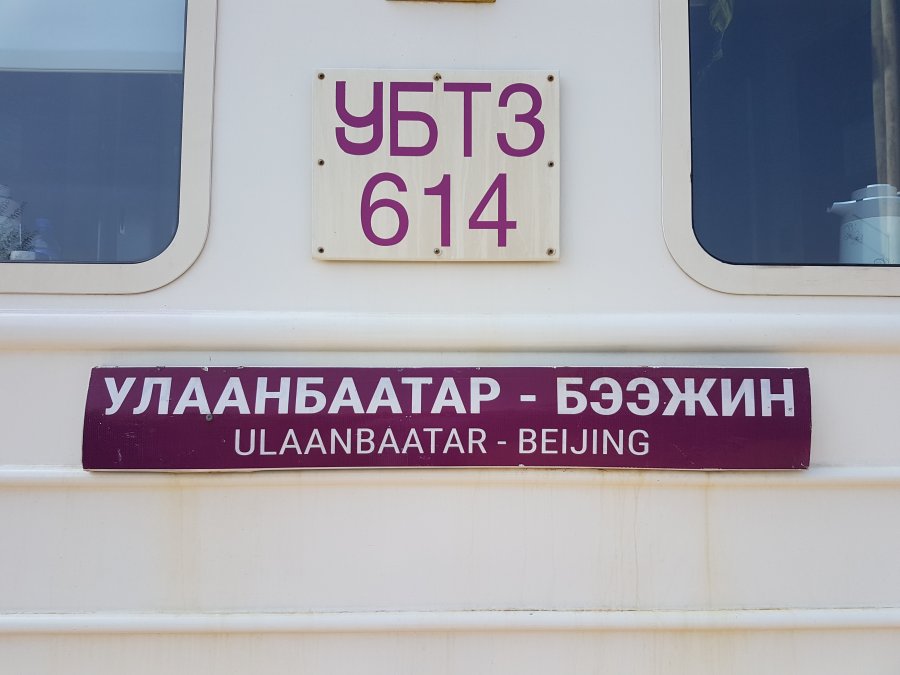 УБТЗ
614
УЛААНБААТАР - БЭЭЖИН
ULAANBAATAR - BEIJING